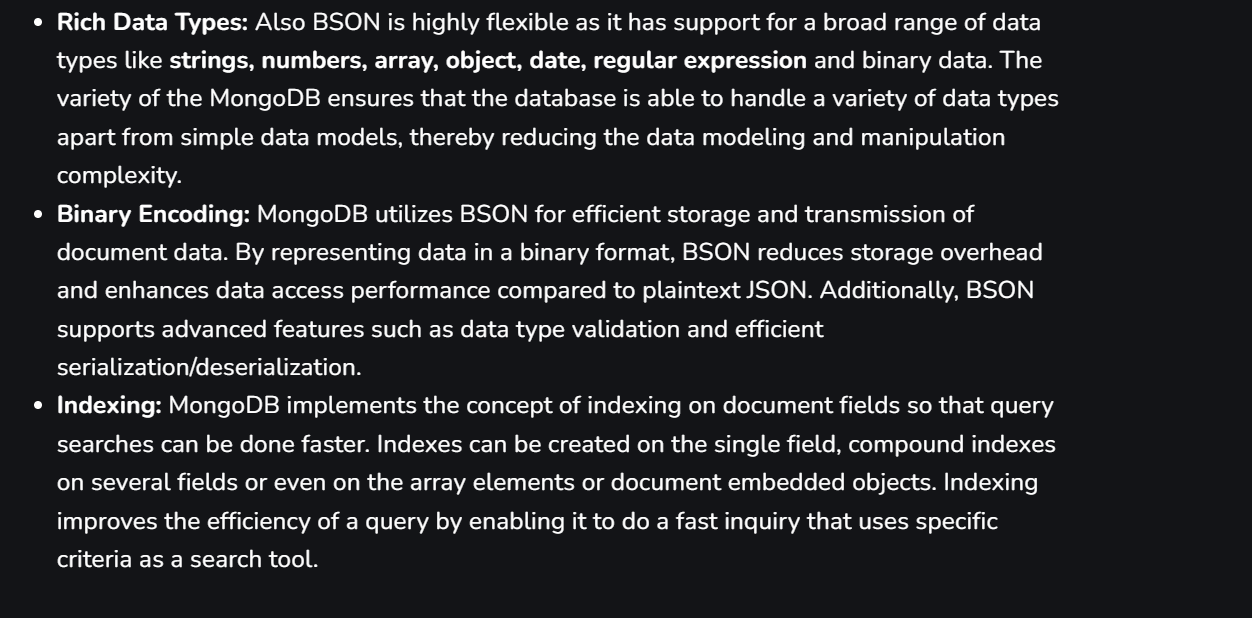 • Rich Data Types: Also BSON is highly flexible as it has support for a broad range of data
types like strings, numbers, array, object, date, regular expression and binary data. The
variety of the MongoDB ensures that the database is able to handle a variety of data types
apart from simple data models, thereby reducing the data modeling and manipulation
complexity.
• Binary Encoding: MongoDB utilizes BSON for efficient storage and transmission of
document data. By representing data in a binary format, BSON reduces storage overhead
and enhances data access performance compared to plaintext JSON. Additionally, BSON
supports advanced features such as data type validation and efficient
serialization/deserialization.
• Indexing: MongoDB implements the concept of indexing on document fields so that query
searches can be done faster. Indexes can be created on the single field, compound indexes
on several fields or even on the array elements or document embedded objects. Indexing
improves the efficiency of a query by enabling it to do a fast inquiry that uses specific
criteria as a search tool.